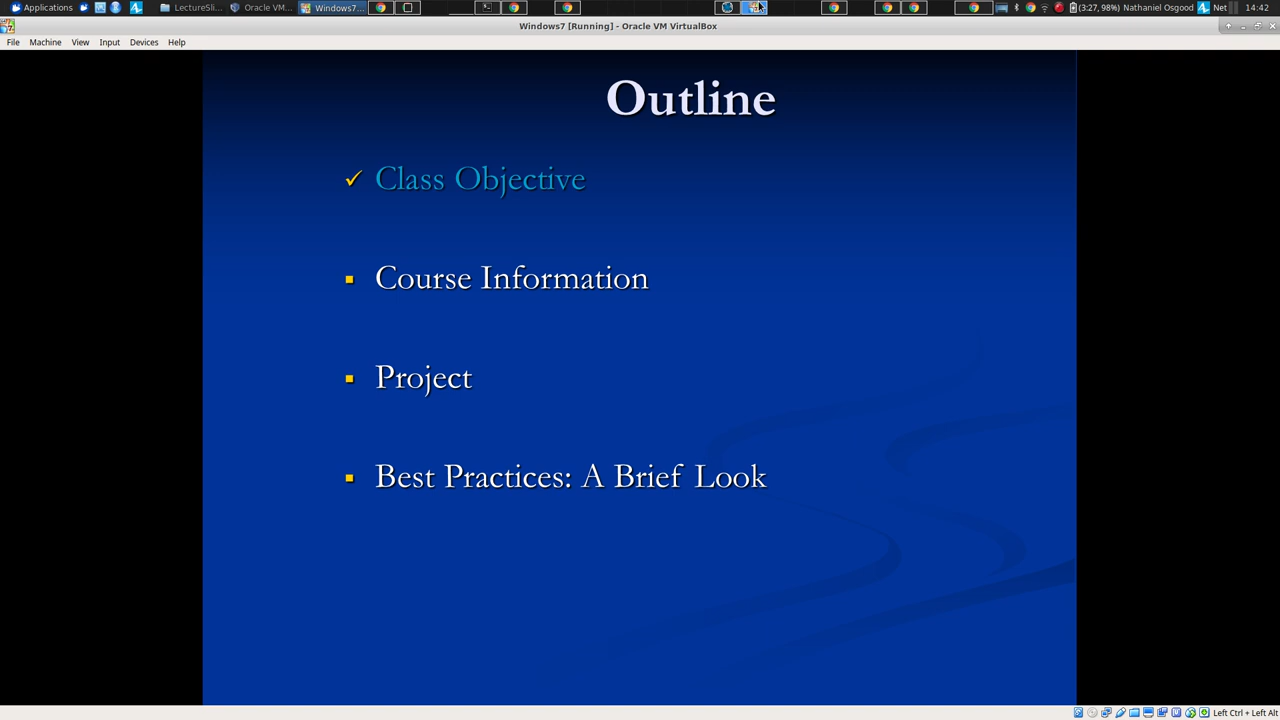 Applications
LectureSli...
Oracle VM...
Windows7...
(3:27, 98%) Nathaniel Osgood
Net
14:42
Windows7 [Running] - Oracle VM VirtualBox
File Machine View Input Devices Help
Outline
Class Objective
Course Information
Project
Best Practices: A Brief Look
Left Ctrl + Left Alt